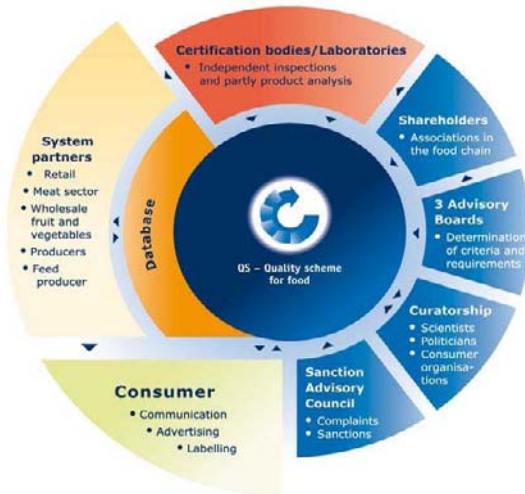 Certification bodies/Laboratories
• Independent inspections
and partly product analysis
Shareholders
• Associations in
the food chain
3 Advisory
Boards
• Determination
of criteria and
requirements
Curatorship
• Scientists
• Politicians
• Consumer
organisa-
tions
Sanction
Advisory
Council
• Complaints
• Sanctions
Consumer
• Communication
• Advertising
• Labelling
System
partners
• Retail
• Meat sector
• Wholesale
fruit and
vegetables
• Producers
• Feed
producer
Database
QS – Quality scheme
for food